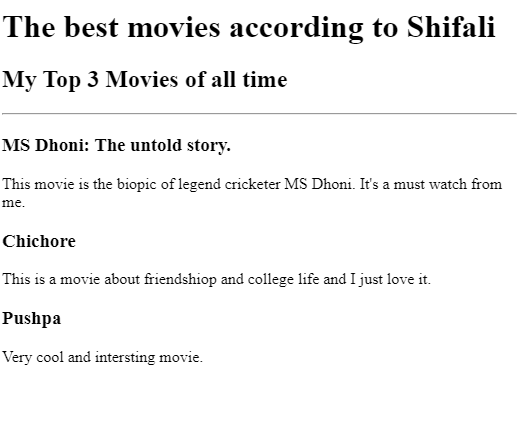 The best movies according to Shifali
My Top 3 Movies of all time
MS Dhoni: The untold story.
This movie is the biopic of legend cricketer MS Dhoni. It's a must watch from
me.
Chichore
This is a movie about friendshiop and college life and I just love it.
Pushpa
Very cool and intersting movie.